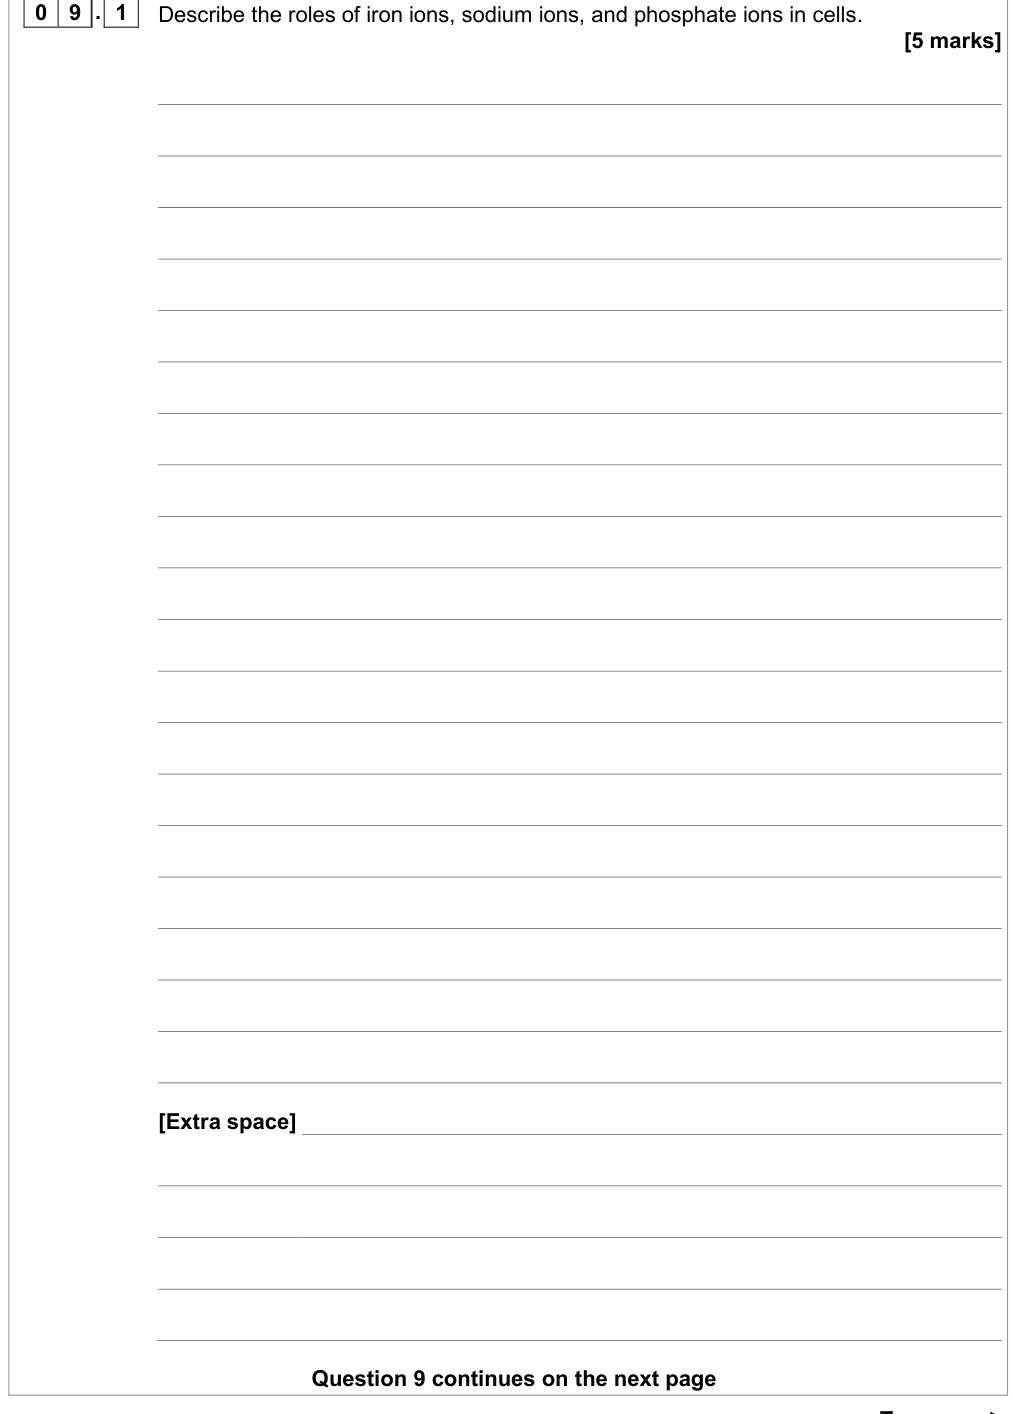 0 9 . 1 Describe the roles of iron ions, sodium ions, and phosphate ions in cells.
[5 marks]
[Extra space]
Question 9 continues on the next page